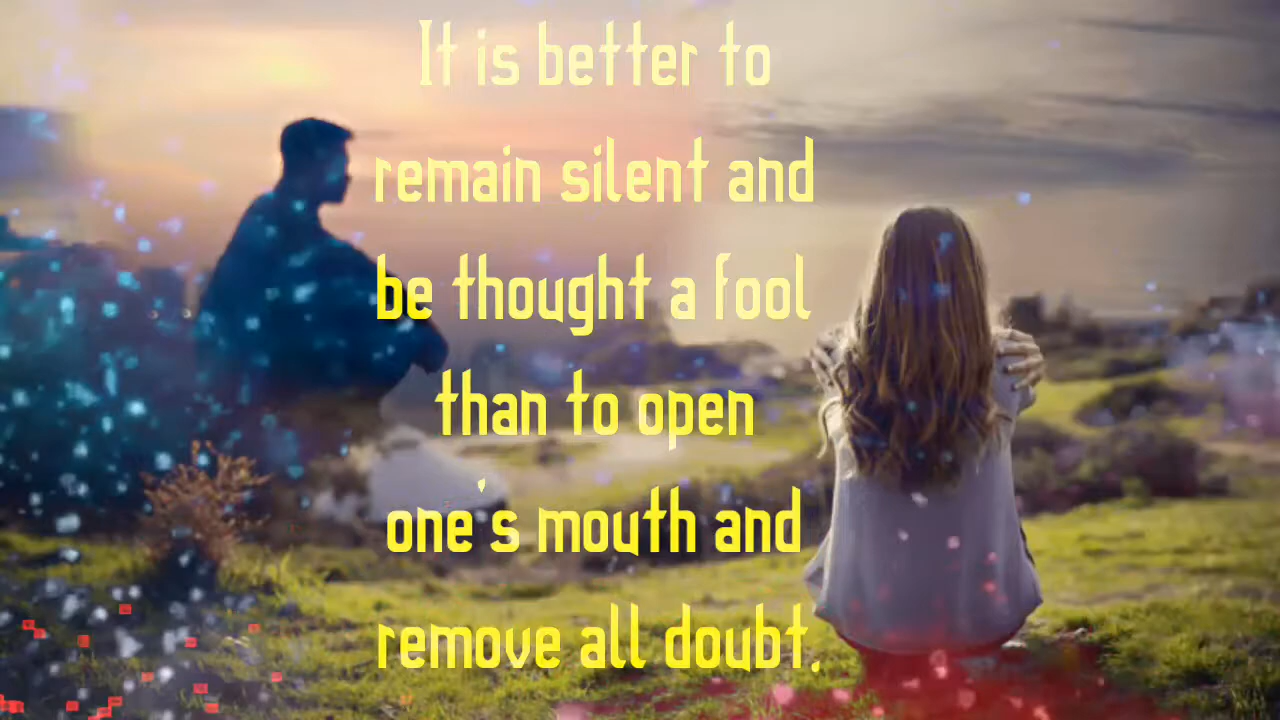 It is better to
remain silent and
be thought a fool
than to open
one's mouth and
remove all doubt.